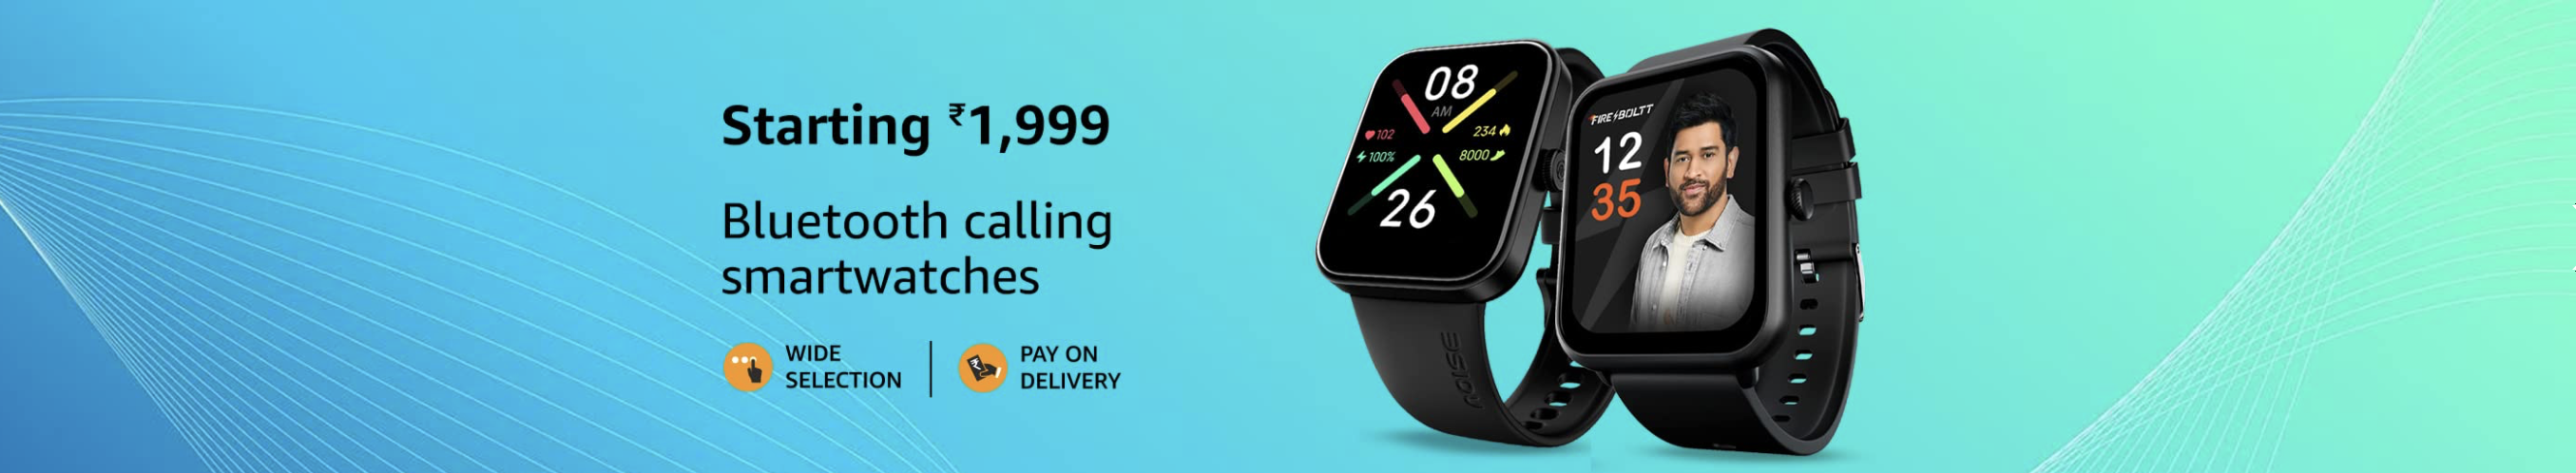 Starting ₹1,999
Bluetooth calling
smartwatches
WIDE
SELECTION
PAY ON
DELIVERY
08
AM
102
234
100%
8000
26
NOISE
FIRE BOLTT
12
35